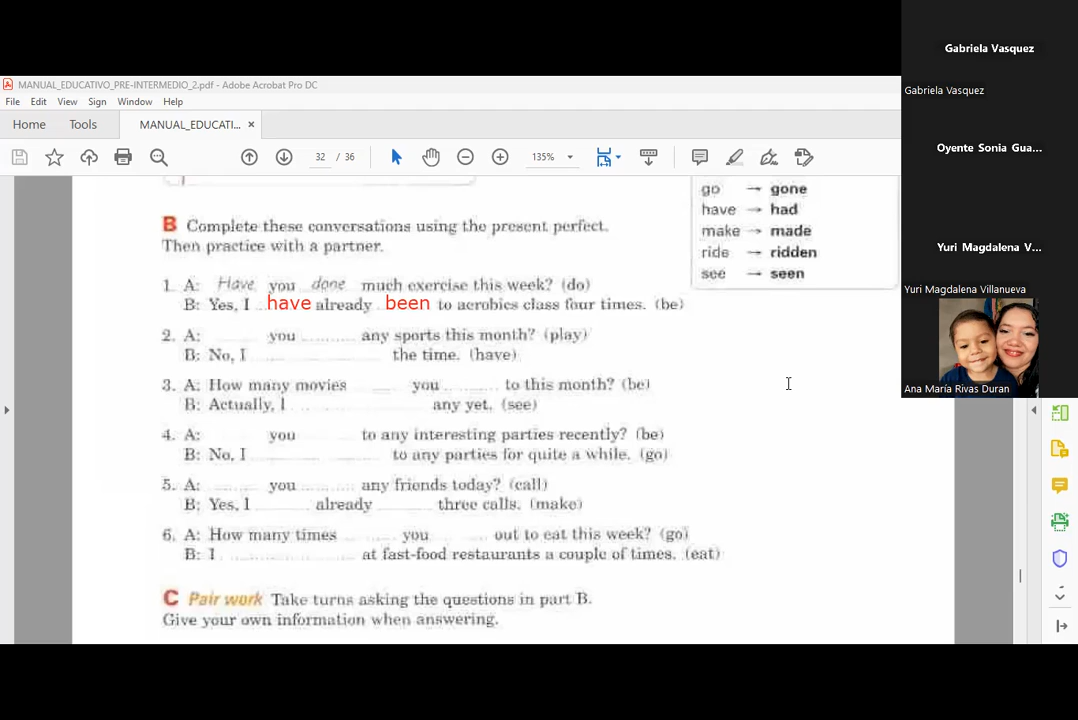 MANUAL_EDUCATIVO_PRE-INTERMEDIO_2.pdf - Adobe Acrobat Pro DC
File Edit View Sign Window Help
Home Tools MANUAL_EDUCATI... ×
32 / 36 135%
go → gone
have → had
make → made
ride → ridden
see → seen
B Complete these conversations using the present perfect.
Then practice with a partner.
1. A: Have you done much exercise this week? (do)
B: Yes, I have already been to aerobics class four times. (be)
2. A: you any sports this month? (play)
B: No, I the time. (have)
3. A: How many movies you to this month? (be)
B: Actually, I any yet. (see)
4. A: you to any interesting parties recently? (be)
B: No, I to any parties for quite a while. (go)
5. A: you any friends today? (call)
B: Yes, I already three calls. (make)
6. A: How many times you out to eat this week? (go)
B: I at fast-food restaurants a couple of times. (eat)
C Pair work Take turns asking the questions in part B.
Give your own information when answering.
Gabriela Vasquez
Gabriela Vasquez
Oyente Sonia Gua...
Yuri Magdalena V...
Yuri Magdalena Villanueva
Ana María Rivas Duran